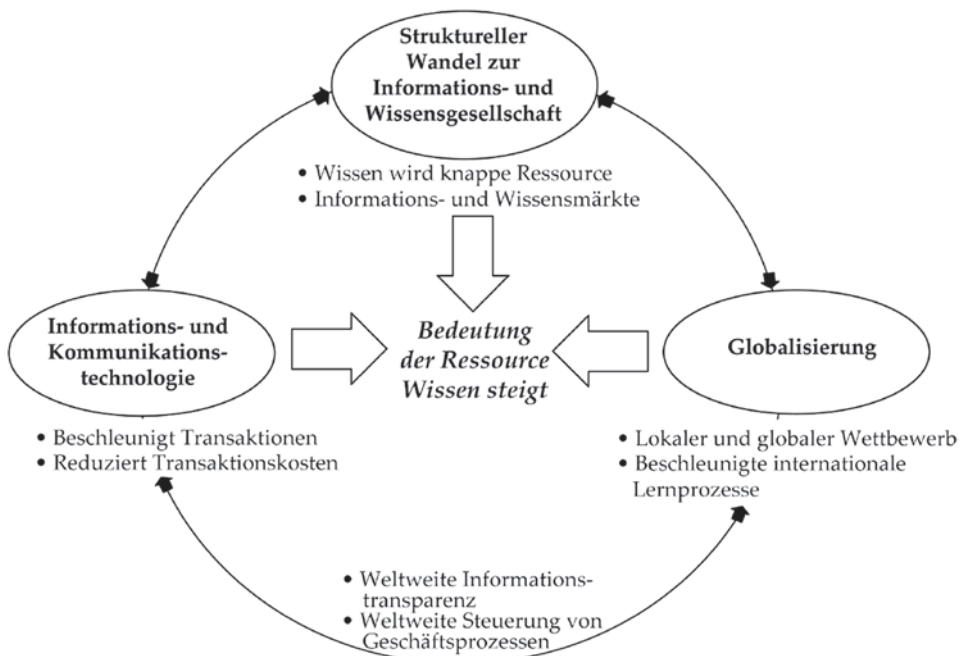 Struktureller
Wandel zur
Informations- und
Wissensgesellschaft
• Wissen wird knappe Ressource
• Informations- und Wissensmärkte
Informations- und
Kommunikations-
technologie
Bedeutung
der Ressource
Wissen steigt
Globalisierung
• Beschleunigt Transaktionen
• Reduziert Transaktionskosten
• Lokaler und globaler Wettbewerb
• Beschleunigte internationale
Lernprozesse
• Weltweite Informations-
transparenz
• Weltweite Steuerung von
Geschäftsprozessen